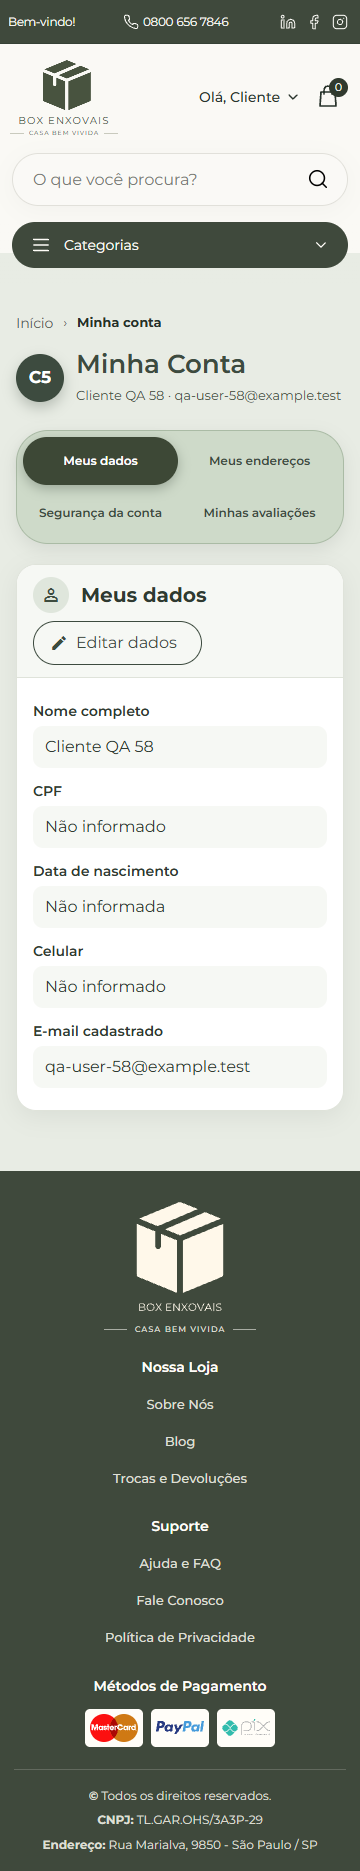 Bem-vindo!
0800 656 7846
BOX ENXOVAIS
CASA BEM VIVIDA
Olá, Cliente
0
O que você procura?
Categorias
Início › Minha conta
C5
Minha Conta
Cliente QA 58 · qa-user-58@example.test
Meus dados
Meus endereços
Segurança da conta
Minhas avaliações
Meus dados
Editar dados
Nome completo
Cliente QA 58
CPF
Não informado
Data de nascimento
Não informada
Celular
Não informado
E-mail cadastrado
qa-user-58@example.test
BOX ENXOVAIS
CASA BEM VIVIDA
Nossa Loja
Sobre Nós
Blog
Trocas e Devoluções
Suporte
Ajuda e FAQ
Fale Conosco
Política de Privacidade
Métodos de Pagamento
MasterCard
PayPal
pix
© Todos os direitos reservados.
CNPJ: TL.GAR.OHS/3A3P-29
Endereço: Rua Marialva, 9850 - São Paulo / SP